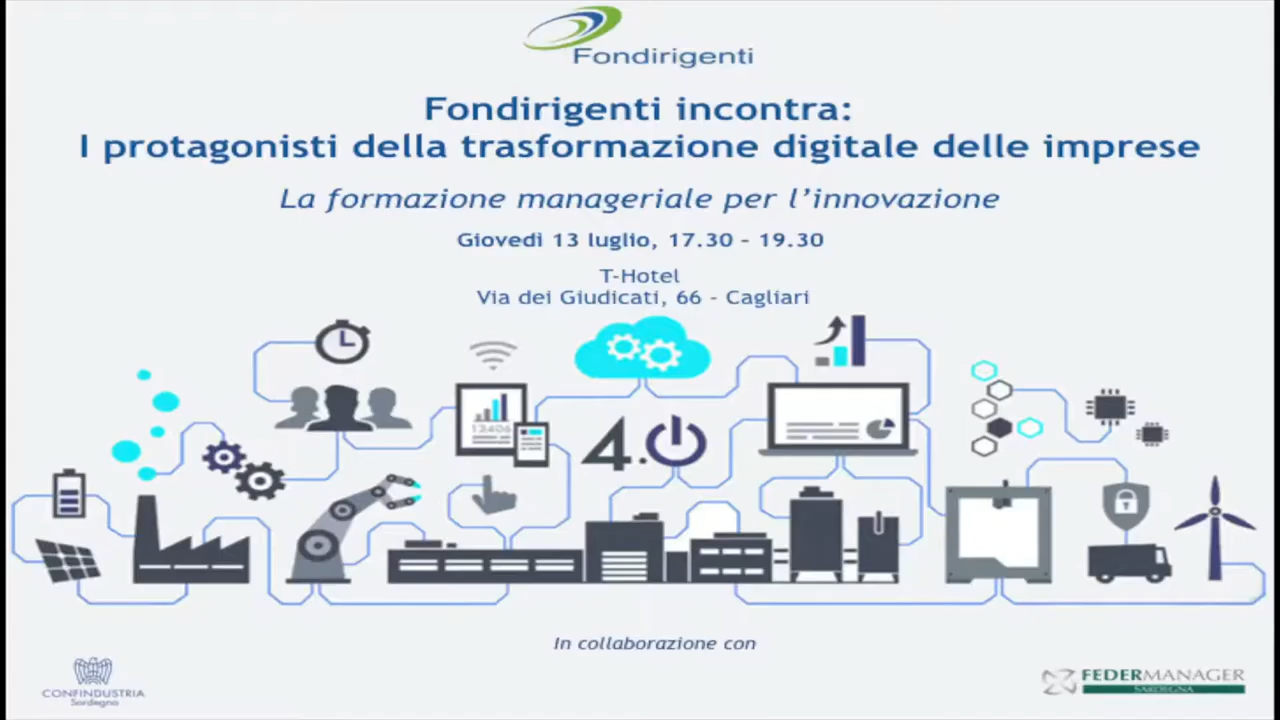 Fondirigenti
Fondirigenti incontra:
I protagonisti della trasformazione digitale delle imprese
La formazione manageriale per l'innovazione
Giovedì 13 luglio, 17.30 - 19.30
T-Hotel
Via dei Giudicati, 66 - Cagliari
13406
4.0
In collaborazione con
CONFINDUSTRIA
Sardegna
FEDERMANAGER
SARDEGNA